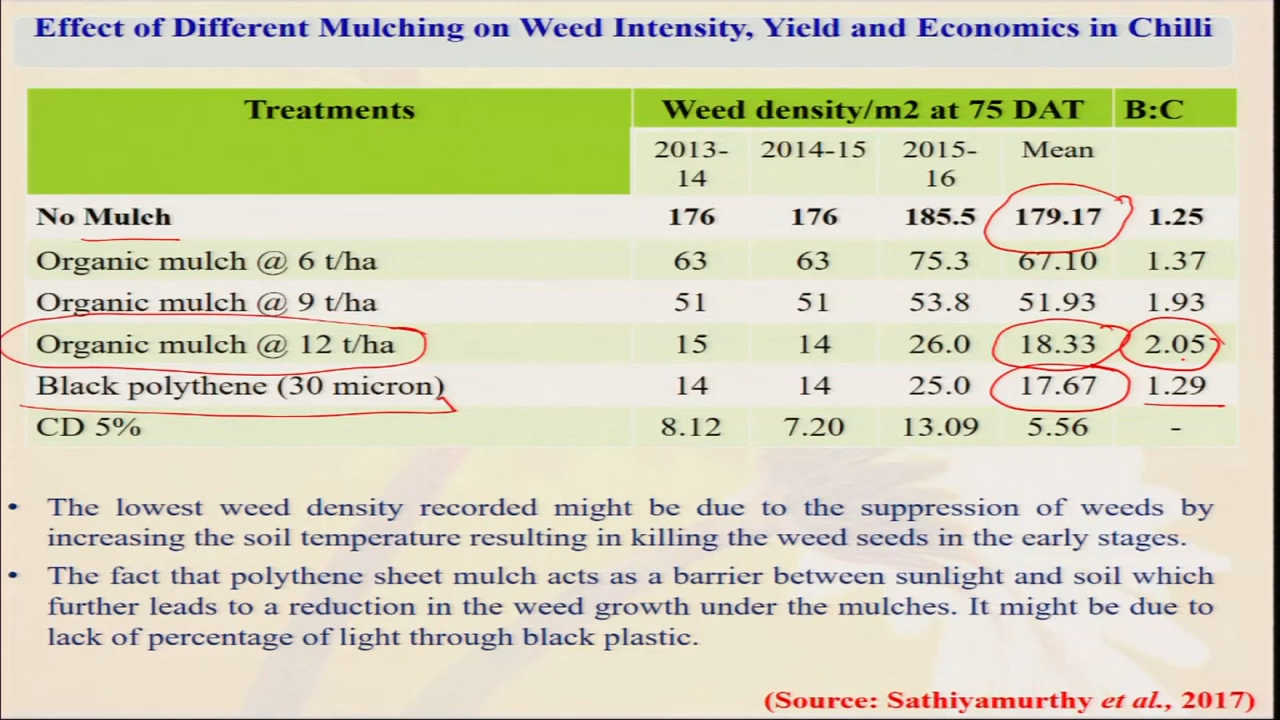 Effect of Different Mulching on Weed Intensity, Yield and Economics in Chilli
Treatments Weed density/m2 at 75 DAT B:C
2013-14 2014-15 2015-16 Mean
No Mulch 176 176 185.5 179.17 1.25
Organic mulch @ 6 t/ha 63 63 75.3 67.10 1.37
Organic mulch @ 9 t/ha 51 51 53.8 51.93 1.93
Organic mulch @ 12 t/ha 15 14 26.0 18.33 2.05
Black polythene (30 micron) 14 14 25.0 17.67 1.29
CD 5% 8.12 7.20 13.09 5.56 -
• The lowest weed density recorded might be due to the suppression of weeds by
increasing the soil temperature resulting in killing the weed seeds in the early stages.
• The fact that polythene sheet mulch acts as a barrier between sunlight and soil which
further leads to a reduction in the weed growth under the mulches. It might be due to
lack of percentage of light through black plastic.
(Source: Sathiyamurthy et al., 2017)